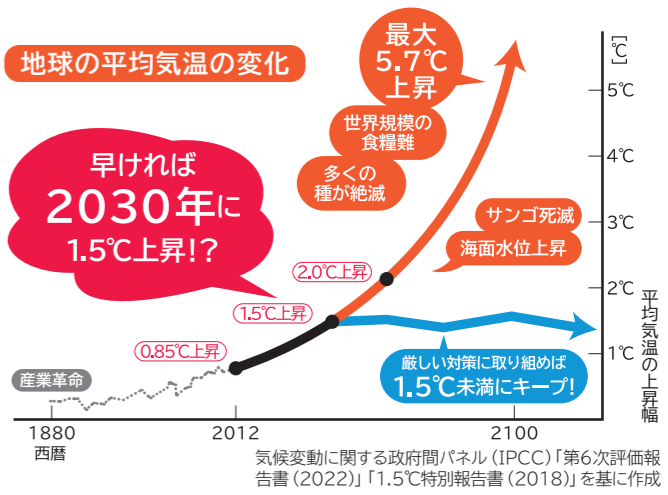 地球の平均気温の変化
最大
5.7℃
上昇
[℃]
5℃
世界規模の
食糧難
4℃
早ければ
2030年に
1.5℃上昇!?
多くの
種が絶滅
3℃
サンゴ死滅
海面水位上昇
2.0℃上昇
2℃
1.5℃上昇
平均気温の上昇幅
0.85℃上昇
1℃
厳しい対策に取り組めば
1.5℃未満にキープ!
産業革命
1880
西暦
2012
2100
気候変動に関する政府間パネル(IPCC)「第6次評価報
告書(2022)」「1.5℃特別報告書(2018)」を基に作成